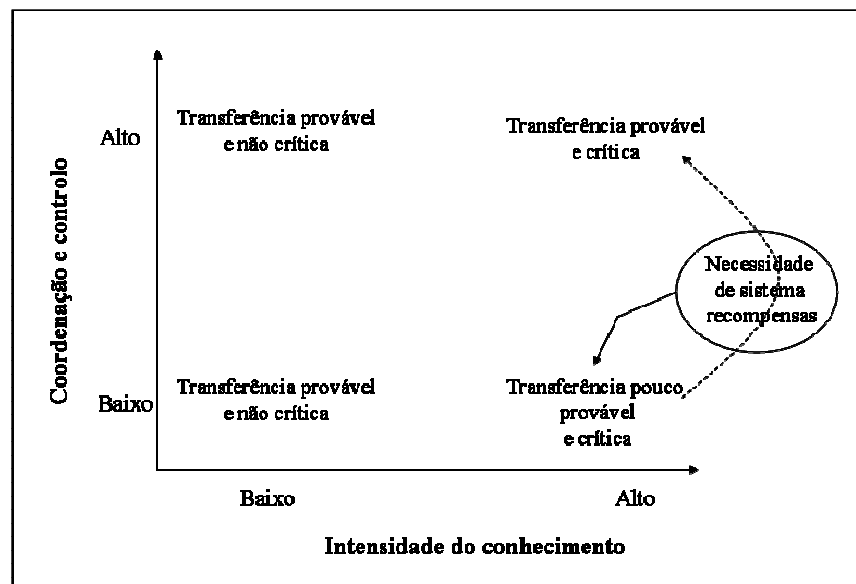 Coordenação e controlo
Alto
Transferência provável
e não crítica
Transferência provável
e crítica
Necessidade
de sistema
recompensas
Baixo
Transferência provável
e não crítica
Transferência pouco
provável
e crítica
Baixo
Alto
Intensidade do conhecimento